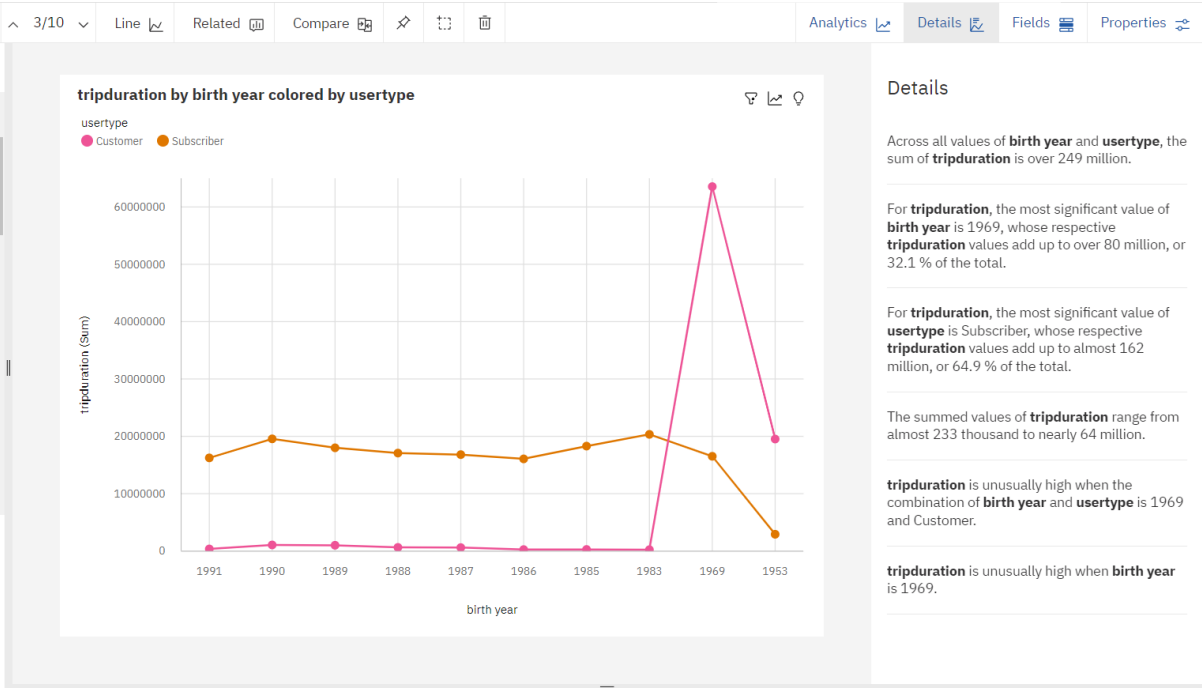 3/10 Line Related Compare Analytics Details Fields Properties
tripduration by birth year colored by usertype
usertype
Customer Subscriber
60000000
50000000
40000000
30000000
20000000
10000000
0
tripduration (Sum)
1991 1990 1989 1988 1987 1986 1985 1983 1969 1953
birth year
Details
Across all values of birth year and usertype, the
sum of tripduration is over 249 million.
For tripduration, the most significant value of
birth year is 1969, whose respective
tripduration values add up to over 80 million, or
32.1 % of the total.
For tripduration, the most significant value of
usertype is Subscriber, whose respective
tripduration values add up to almost 162
million, or 64.9 % of the total.
The summed values of tripduration range from
almost 233 thousand to nearly 64 million.
tripduration is unusually high when the
combination of birth year and usertype is 1969
and Customer.
tripduration is unusually high when birth year
is 1969.